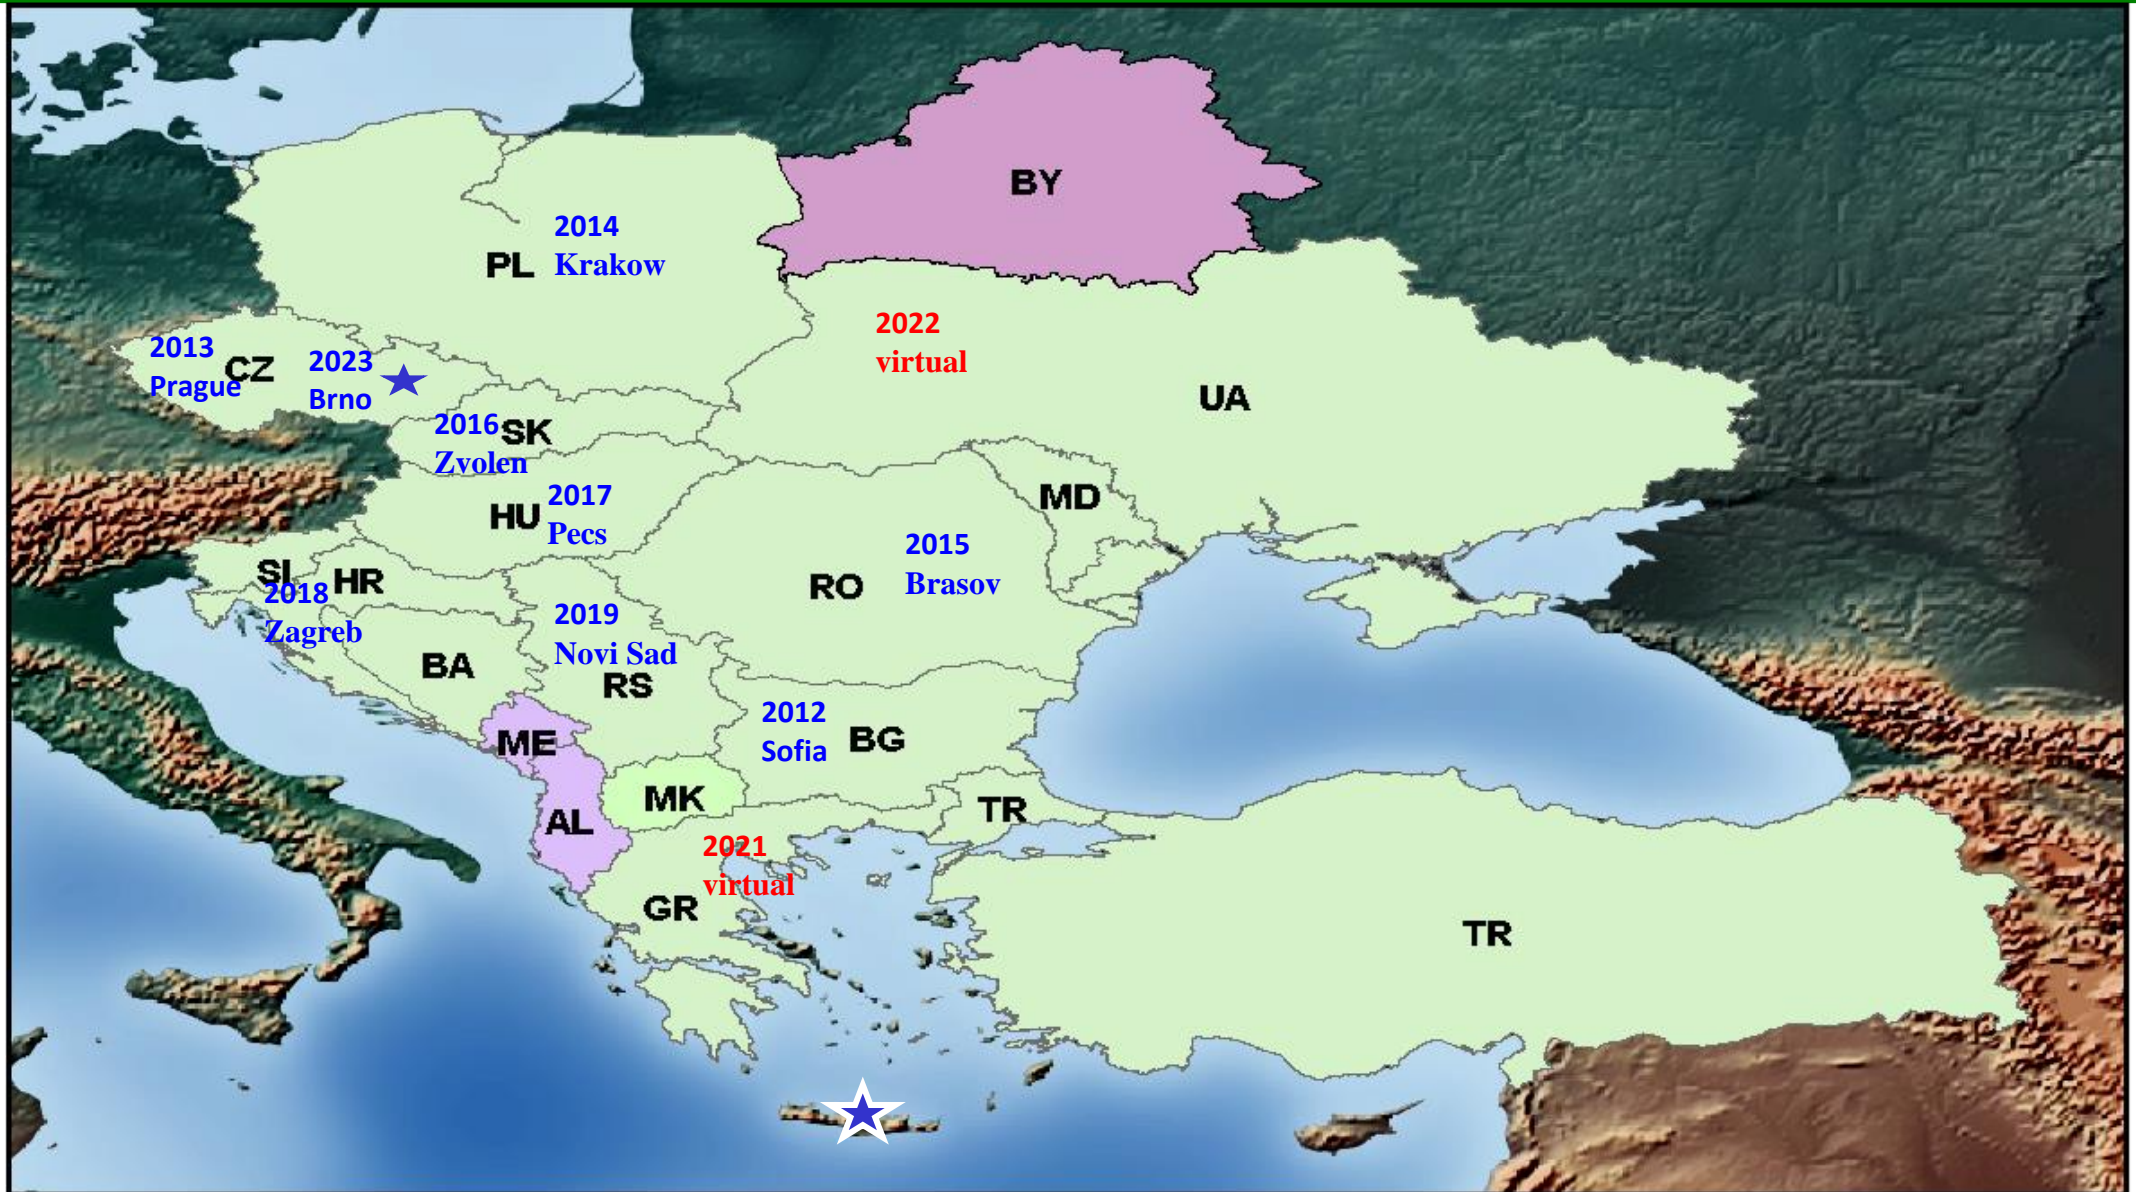 BY
2014
PL Krakow
2022
virtual
2013
CZ
Prague
2023
Brno
UA
2016
SK
Zvolen
2017
HU
Pecs
MD
2015
RO
Brasov
SI
HR
2018
Zagreb
2019
Novi Sad
BA
RS
2012
Sofia
BG
ME
MK
TR
AL
2021
virtual
GR
TR